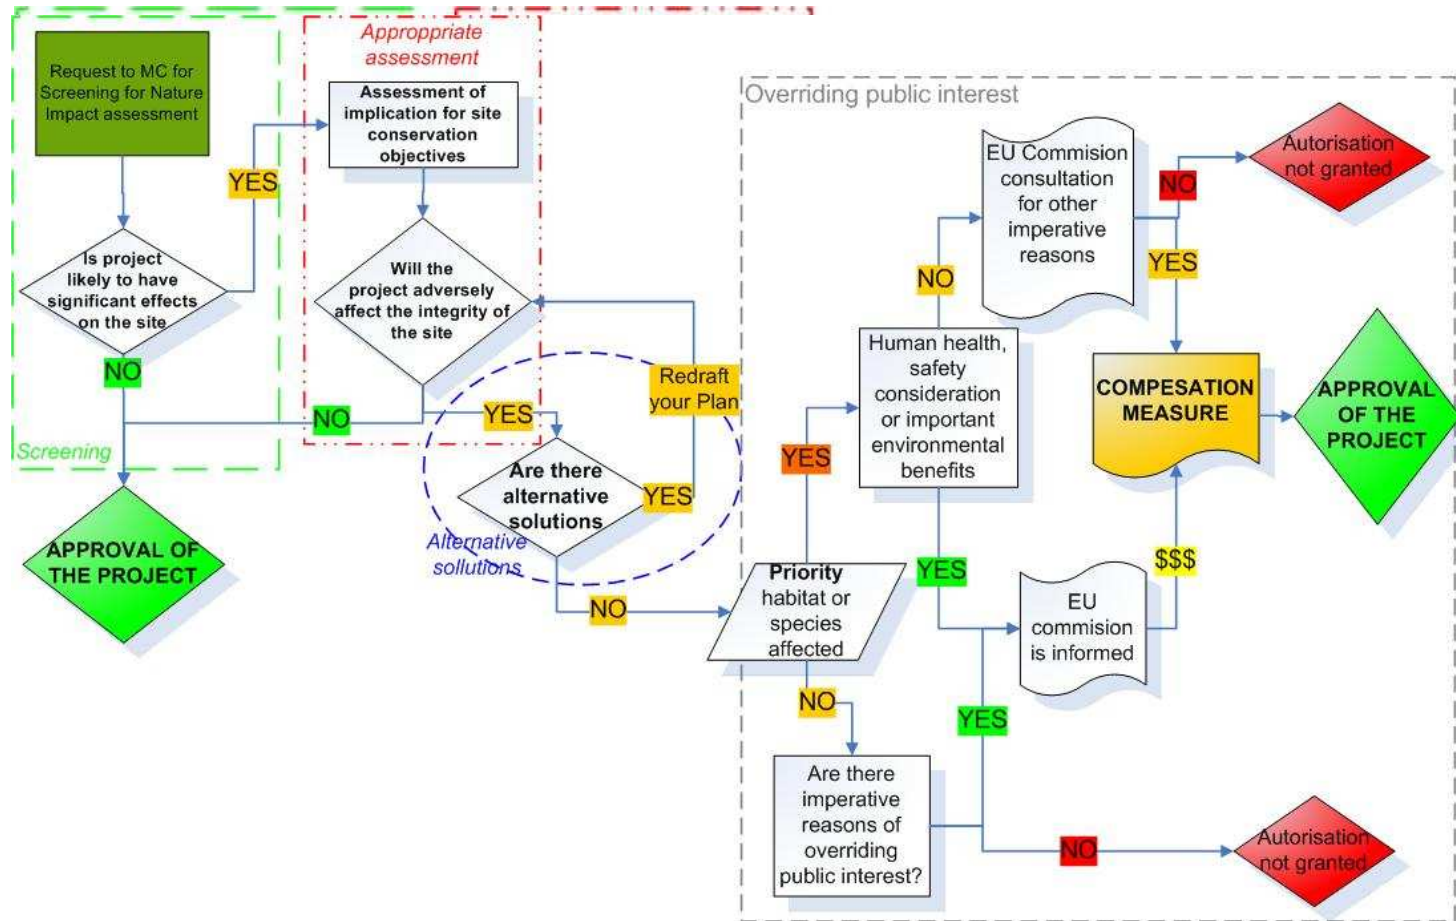 Request to MC for
Screening for Nature
Impact assessment
YES
Is project
likely to have
significant effects
on the site
NO
Screening
APPROVAL OF
THE PROJECT
Approppriate
assessment
Assessment of
implication for site
conservation
objectives
Will the
project adversely
affect the integrity of
the site
NO
YES
Redraft
your Plan
Are there
alternative
solutions
YES
Alternative
sollutions
NO
Overriding public interest
Priority
habitat or
species
affected
YES
NO
Human health,
safety
consideration
or important
environmental
benefits
NO
YES
EU Commision
consultation
for other
imperative
reasons
NO
Autorisation
not granted
YES
COMPESATION
MEASURE
APPROVAL
OF THE
PROJECT
$$$
EU
commision
is informed
YES
Are there
imperative
reasons of
overriding
public interest?
NO
Autorisation
not granted